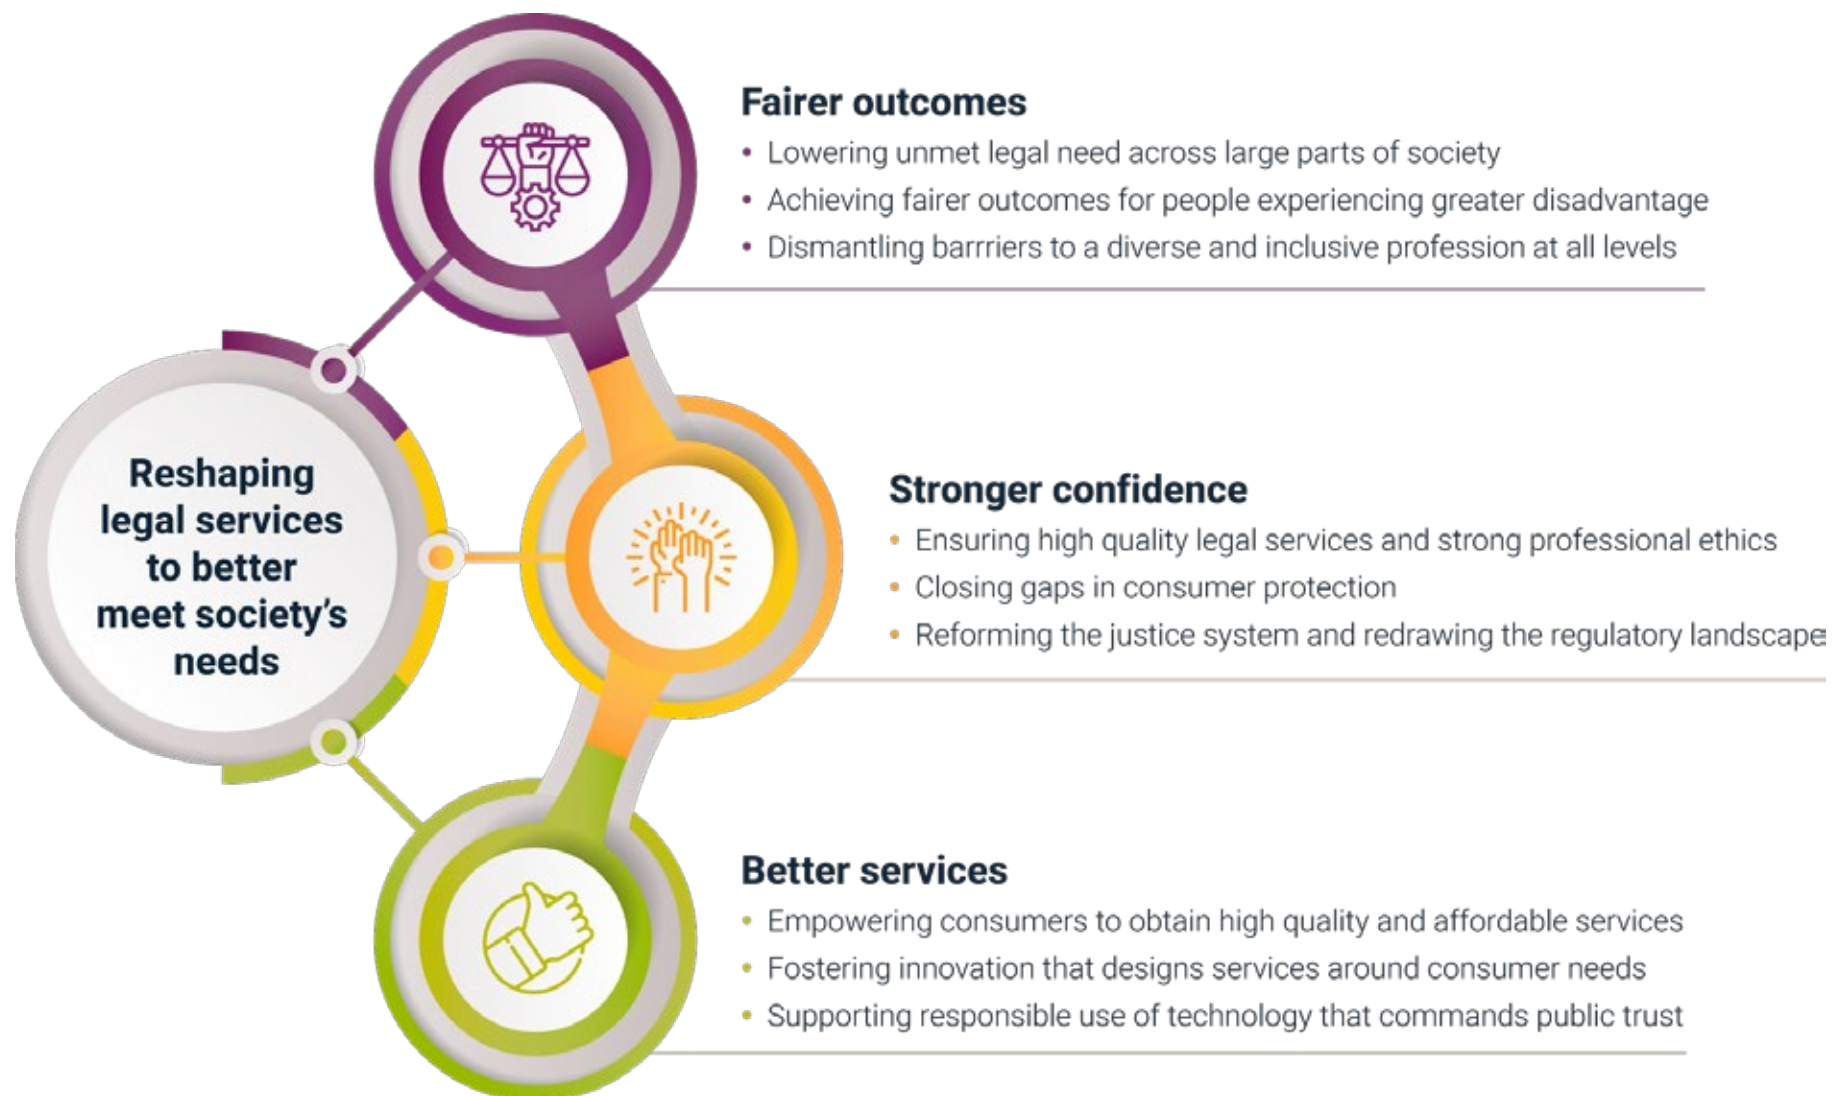 Reshaping
legal services
to better
meet society's
needs
Fairer outcomes
• Lowering unmet legal need across large parts of society
• Achieving fairer outcomes for people experiencing greater disadvantage
• Dismantling barrriers to a diverse and inclusive profession at all levels
Stronger confidence
• Ensuring high quality legal services and strong professional ethics
• Closing gaps in consumer protection
• Reforming the justice system and redrawing the regulatory landscape
Better services
• Empowering consumers to obtain high quality and affordable services
• Fostering innovation that designs services around consumer needs
• Supporting responsible use of technology that commands public trust